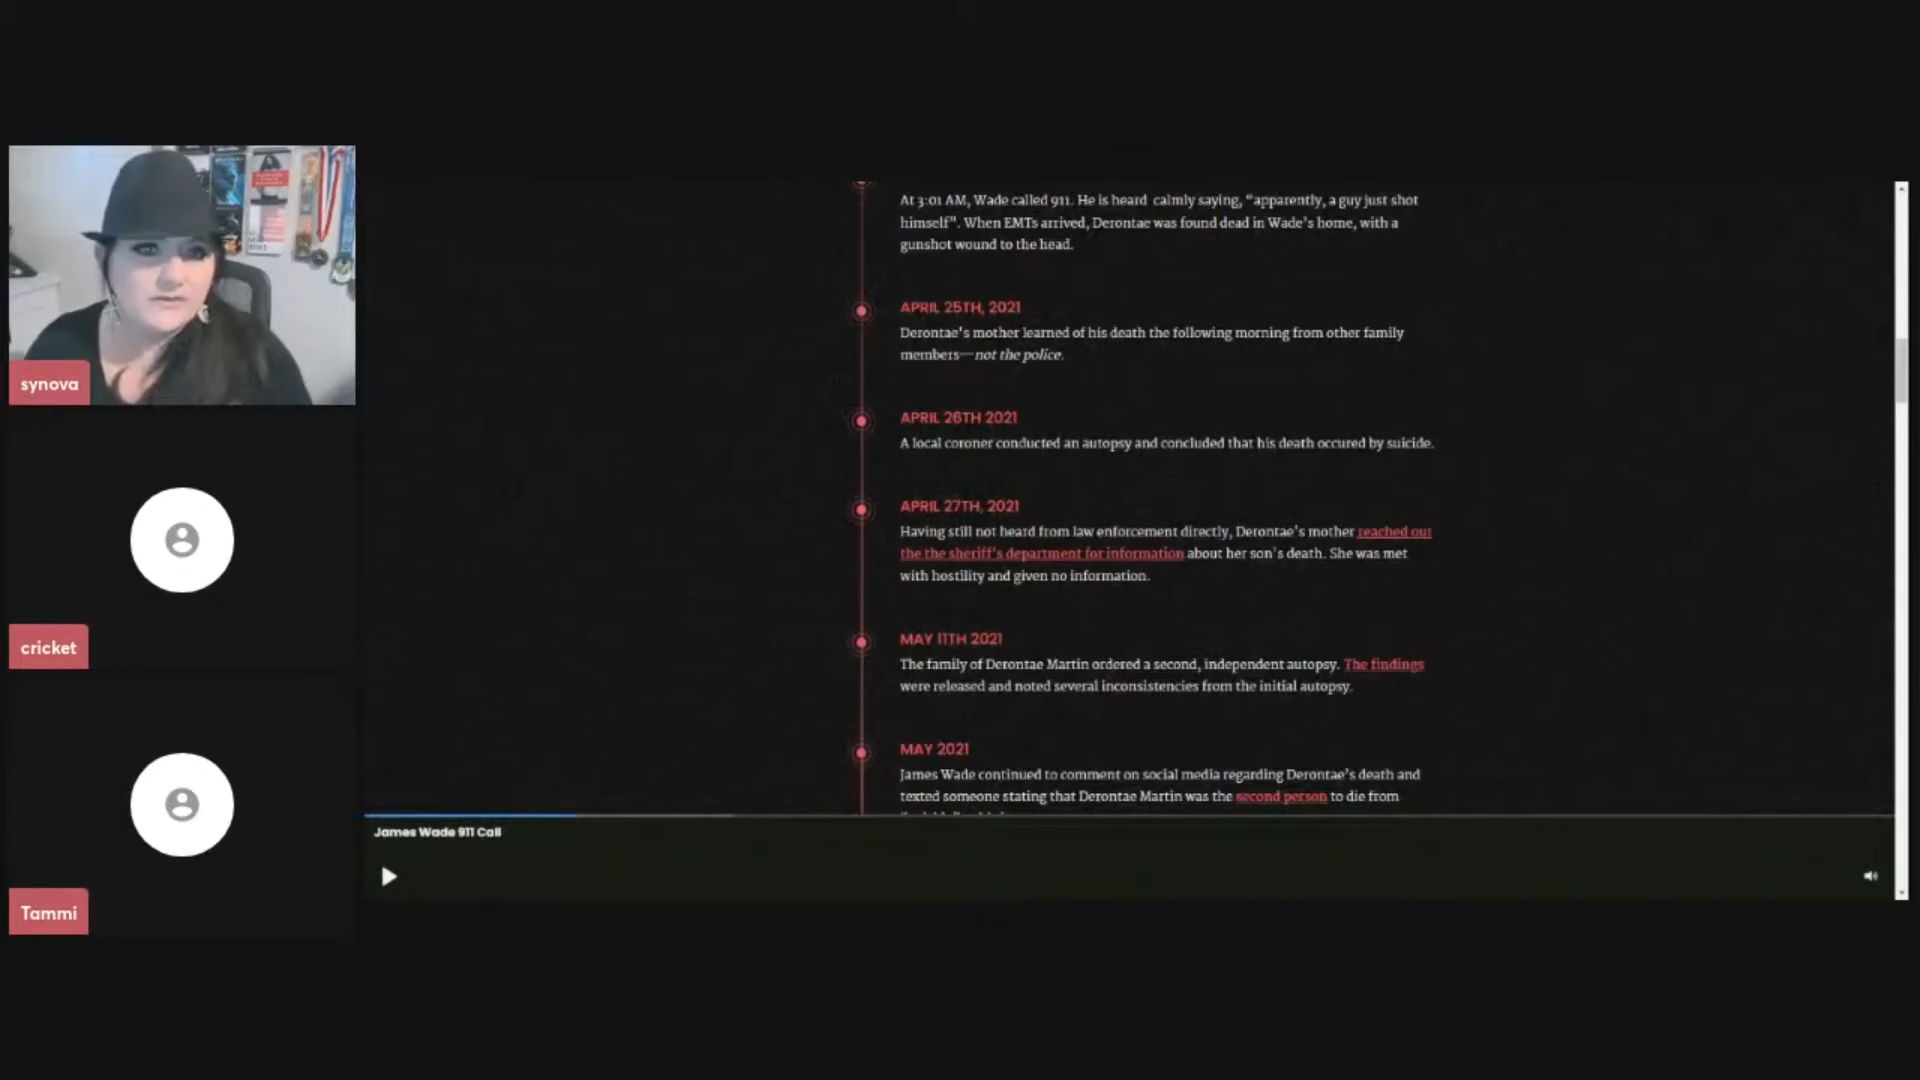 At 3:01 AM, Wade called 911. He is heard calmly saying, “apparently, a guy just shot
himself”. When EMTs arrived, Derontae was found dead in Wade’s home, with a
gunshot wound to the head.
APRIL 25TH, 2021
Derontae's mother learned of his death the following morning from other family
members—not the police.
APRIL 26TH 2021
A local coroner conducted an autopsy and concluded that his death occured by suicide.
APRIL 27TH, 2021
Having still not heard from law enforcement directly, Derontae's mother reached out
the the sheriff's department for information about her son's death. She was met
with hostility and given no information.
MAY 11TH 2021
The family of Derontae Martin ordered a second, independent autopsy. The findings
were released and noted several inconsistencies from the initial autopsy.
MAY 2021
James Wade continued to comment on social media regarding Derontae’s death and
texted someone stating that Derontae Martin was the second person to die from
James Wade 911 Call
synova
cricket
Tammi